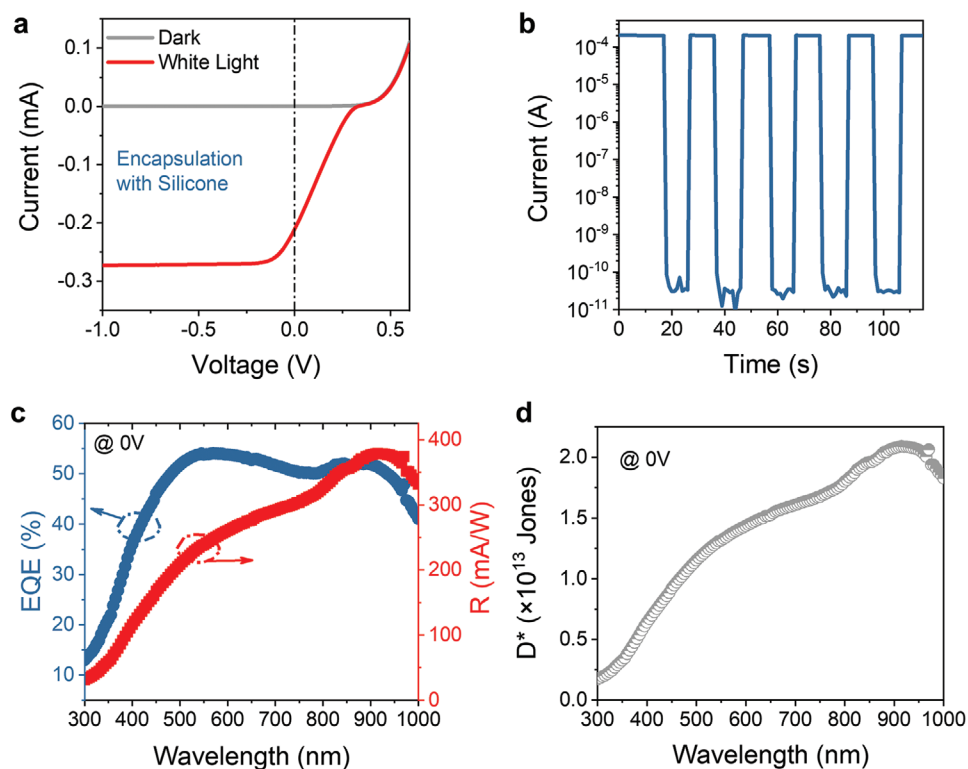 a
Dark
White Light
Encapsulation
with Silicone
Current (mA)
0.1
0.0
-0.1
-0.2
-0.3
-1.0
-0.5
0.0
0.5
Voltage (V)
b
Current (A)
10⁻⁴
10⁻⁵
10⁻⁶
10⁻⁷
10⁻⁸
10⁻⁹
10⁻¹⁰
10⁻¹¹
0
20
40
60
80
100
Time (s)
c
@ 0V
EQE (%)
60
50
40
30
20
10
R (mA/W)
400
300
200
100
0
300 400 500 600 700 800 900 1000
Wavelength (nm)
d
@ 0V
D* (×10¹³ Jones)
2.0
1.5
1.0
0.5
0.0
300 400 500 600 700 800 900 1000
Wavelength (nm)